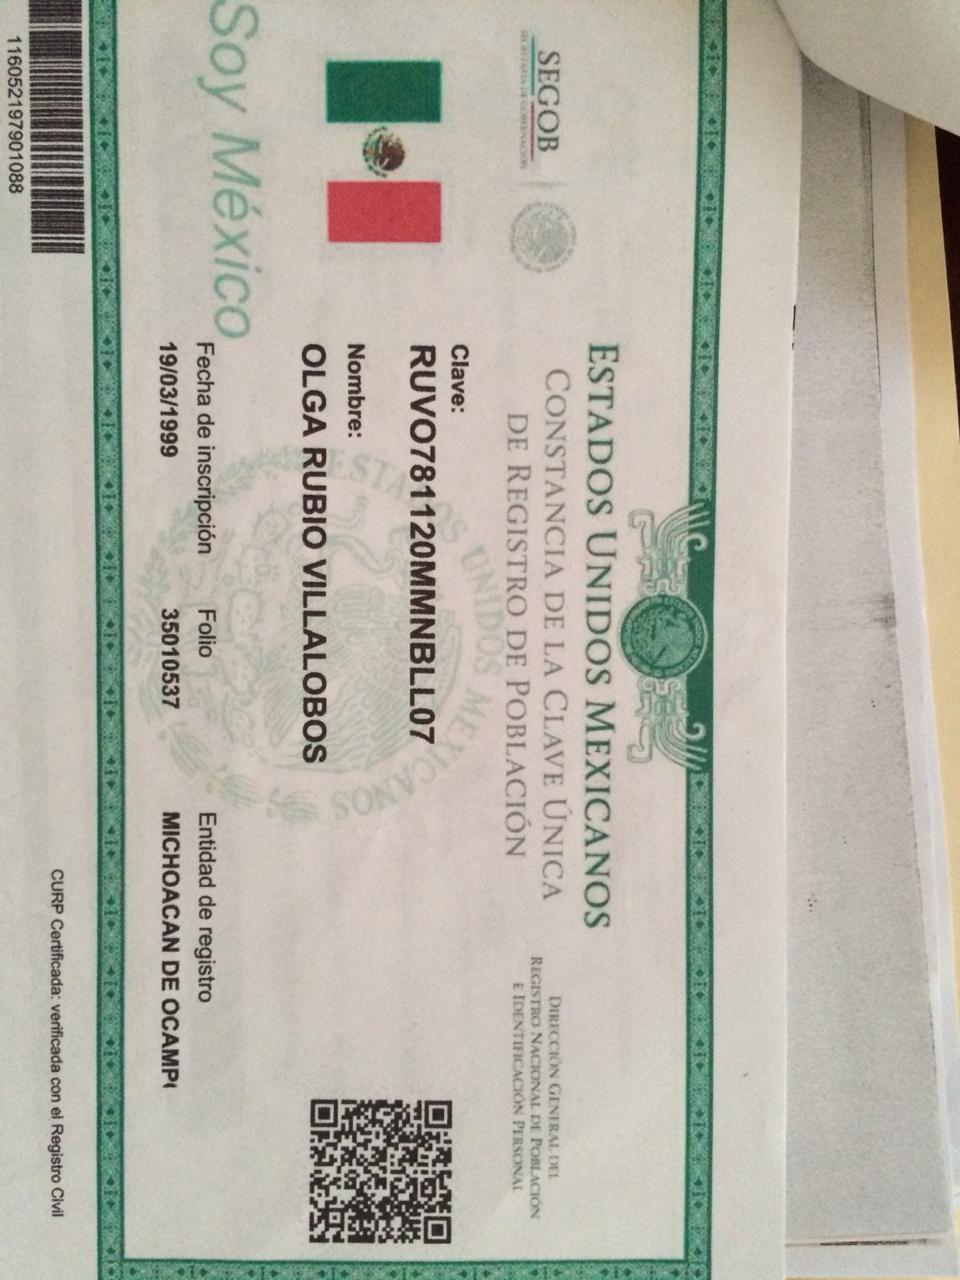 ESTADOS UNIDOS MEXICANOS
CONSTANCIA DE LA CLAVE ÚNICA
DE REGISTRO DE POBLACIÓN
SEGOB
SECRETARÍA DE GOBERNACIÓN
DIRECCIÓN GENERAL DEL
REGISTRO NACIONAL DE POBLACIÓN
E IDENTIFICACIÓN PERSONAL
ESTADOS UNIDOS MEXICANOS
Clave:
RUVO781120MMNBLL07
Nombre:
OLGA RUBIO VILLALOBOS
Soy México
Fecha de inscripción Folio Entidad de registro
19/03/1999 35010537 MICHOACAN DE OCAMP
CURP Certificada: verificada con el Registro Civil
116052197901088